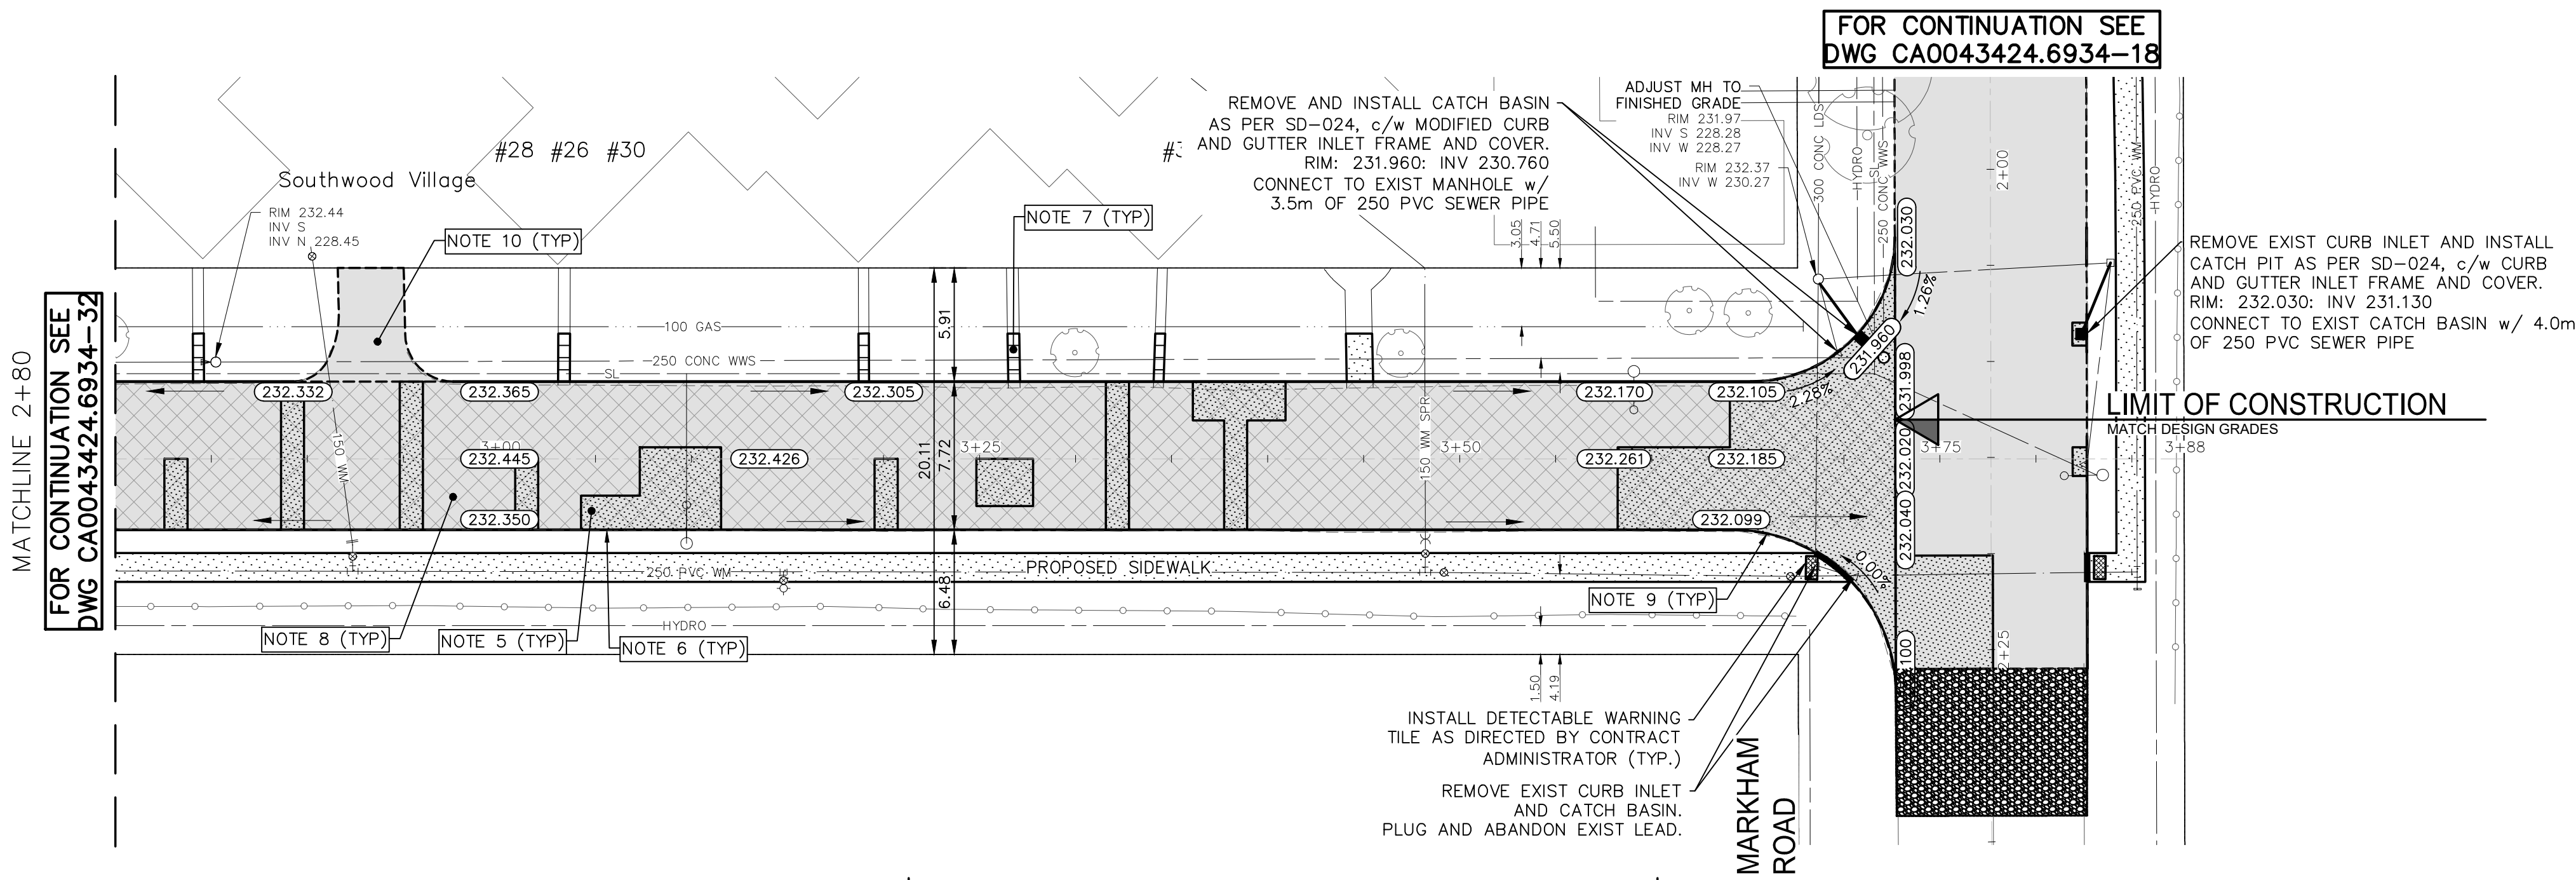 FOR CONTINUATION SEE
DWG CA0043424.6934-18
REMOVE AND INSTALL CATCH BASIN
AS PER SD-024, c/w MODIFIED CURB
AND GUTTER INLET FRAME AND COVER.
RIM: 231.960: INV 230.760
CONNECT TO EXIST MANHOLE w/
3.5m OF 250 PVC SEWER PIPE
ADJUST MH TO
FINISHED GRADE
RIM 231.97
INV S 228.28
INV W 228.27
RIM 232.37
INV W 230.27
300 CONC LDS
HYDRO
SL
250 CONC WWS
2+00
250 PVC WM
HYDRO
#28 #26 #30
Southwood Village
RIM 232.44
INV S
INV N 228.45
NOTE 10 (TYP)
NOTE 7 (TYP)
3.05
4.71
5.50
232.030
1.26%
REMOVE EXIST CURB INLET AND INSTALL
CATCH PIT AS PER SD-024, c/w CURB
AND GUTTER INLET FRAME AND COVER.
RIM: 232.030: INV 231.130
CONNECT TO EXIST CATCH BASIN w/ 4.0m
OF 250 PVC SEWER PIPE
MATCHLINE 2+80
FOR CONTINUATION SEE
DWG CA0043424.6934-32
100 GAS
250 CONC WWS
SL
5.91
231.960
231.998
232.332
232.365
232.305
232.170
232.105
2.28%
LIMIT OF CONSTRUCTION
MATCH DESIGN GRADES
150 WM
3+00
232.445
232.426
20.11
7.72
3+25
150 WM SPR
3+50
232.261
232.185
232.020
3+75
3+88
232.350
232.099
232.040
0.00%
250 PVC WM
PROPOSED SIDEWALK
6.48
NOTE 9 (TYP)
HYDRO
NOTE 8 (TYP)
NOTE 5 (TYP)
NOTE 6 (TYP)
100
2+25
1.50
4.19
INSTALL DETECTABLE WARNING
TILE AS DIRECTED BY CONTRACT
ADMINISTRATOR (TYP.)
REMOVE EXIST CURB INLET
AND CATCH BASIN.
PLUG AND ABANDON EXIST LEAD.
MARKHAM
ROAD